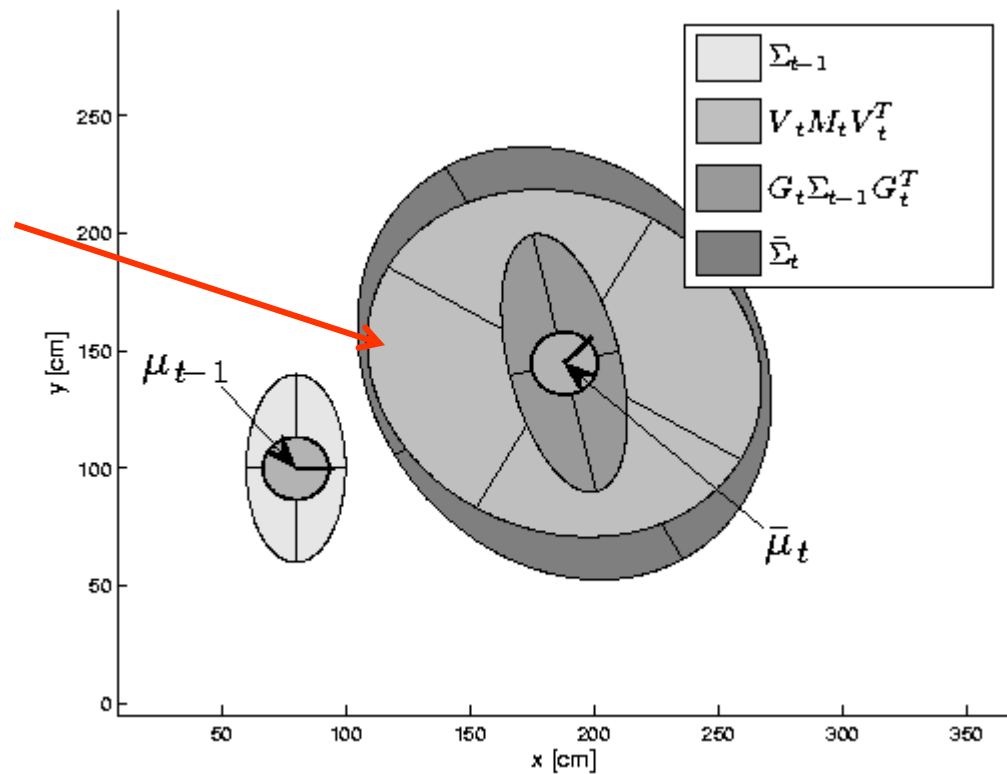 Σ_{t−1}
V_t M_t V_t^T
G_t Σ_{t−1} G_t^T
Σ̄_t
250
200
150
100
50
0
y [cm]
μ_{t−1}
μ̄_t
50
100
150
200
250
300
350
x [cm]